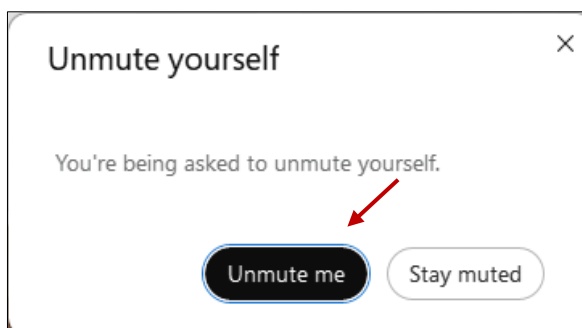 Unmute yourself
You're being asked to unmute yourself.
Unmute me
Stay muted